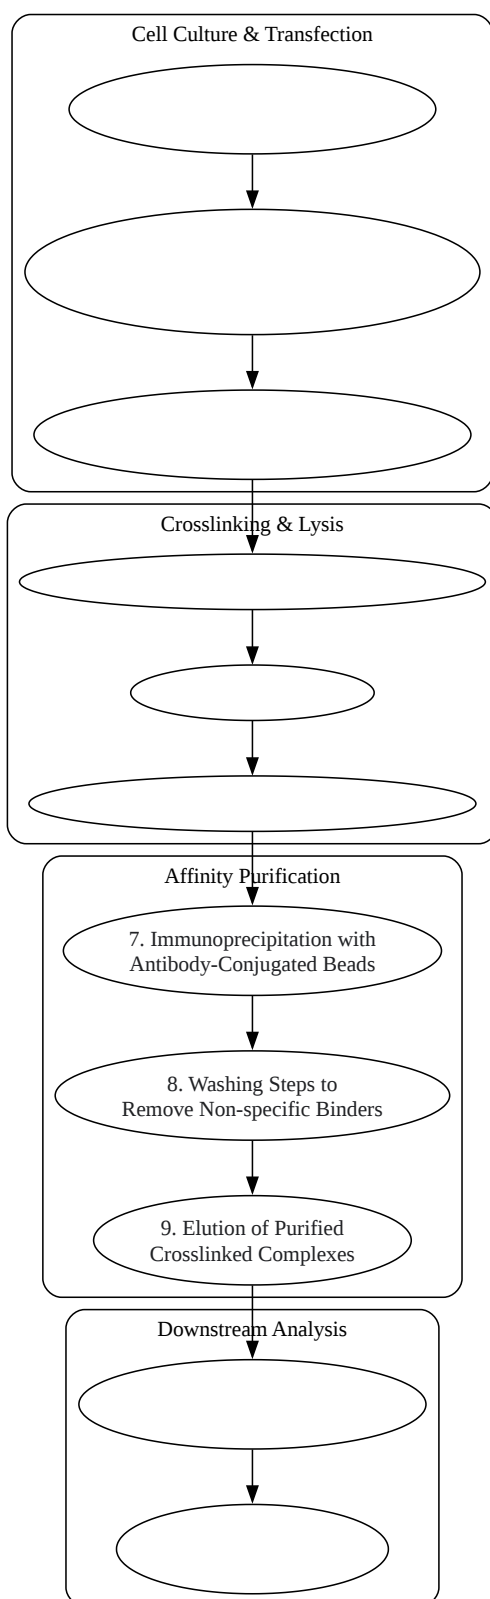 Cell Culture & Transfection
Crosslinking & Lysis
Affinity Purification
7. Immunoprecipitation with
Antibody-Conjugated Beads
8. Washing Steps to
Remove Non-specific Binders
9. Elution of Purified
Crosslinked Complexes
Downstream Analysis